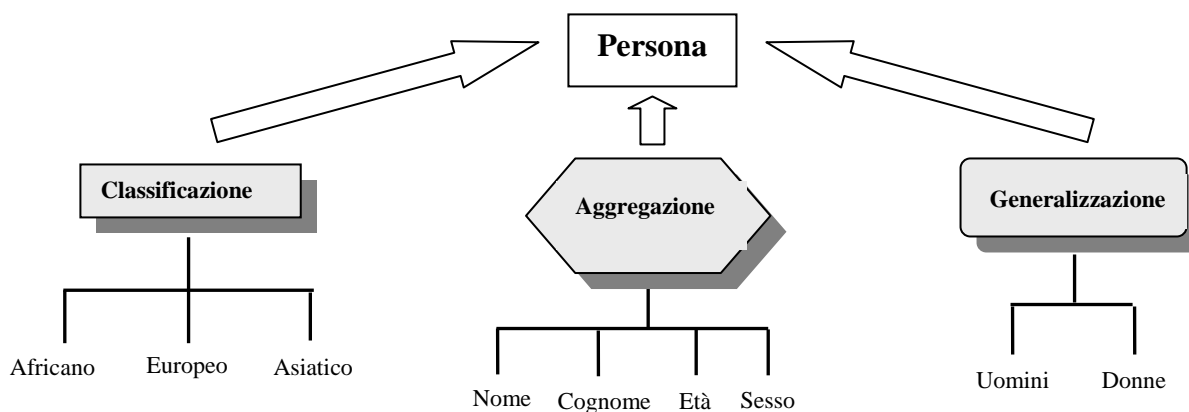 Persona
Classificazione
Aggregazione
Generalizzazione
Africano Europeo Asiatico
Nome Cognome Età Sesso
Uomini Donne